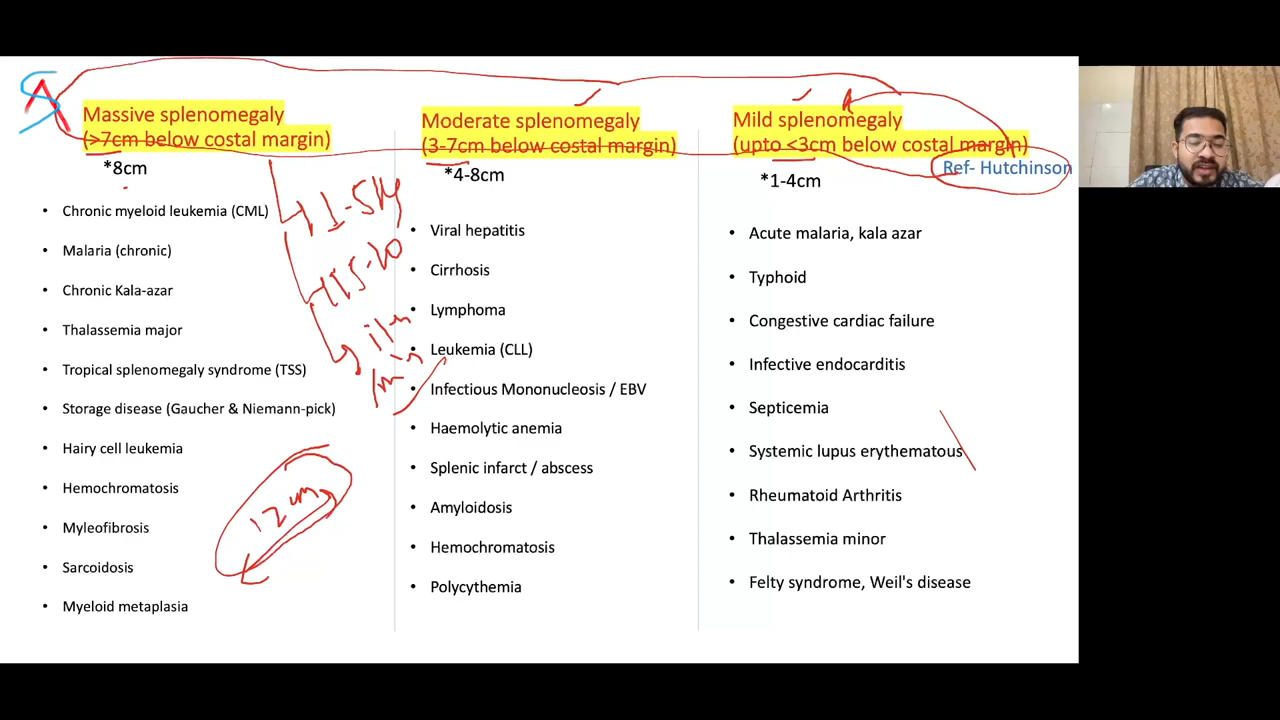 Massive splenomegaly
(>7cm below costal margin)
*8cm
Chronic myeloid leukemia (CML)
Malaria (chronic)
Chronic Kala-azar
Thalassemia major
Tropical splenomegaly syndrome (TSS)
Storage disease (Gaucher & Niemann-pick)
Hairy cell leukemia
Hemochromatosis
Myleofibrosis
Sarcoidosis
Myeloid metaplasia
12 cm
Moderate splenomegaly
(3-7cm below costal margin)
*4-8cm
Viral hepatitis
Cirrhosis
Lymphoma
Leukemia (CLL)
Infectious Mononucleosis / EBV
Haemolytic anemia
Splenic infarct / abscess
Amyloidosis
Hemochromatosis
Polycythemia
Mild splenomegaly
(upto <3cm below costal margin)
Ref- Hutchinson
*1-4cm
Acute malaria, kala azar
Typhoid
Congestive cardiac failure
Infective endocarditis
Septicemia
Systemic lupus erythematous
Rheumatoid Arthritis
Thalassemia minor
Felty syndrome, Weil's disease